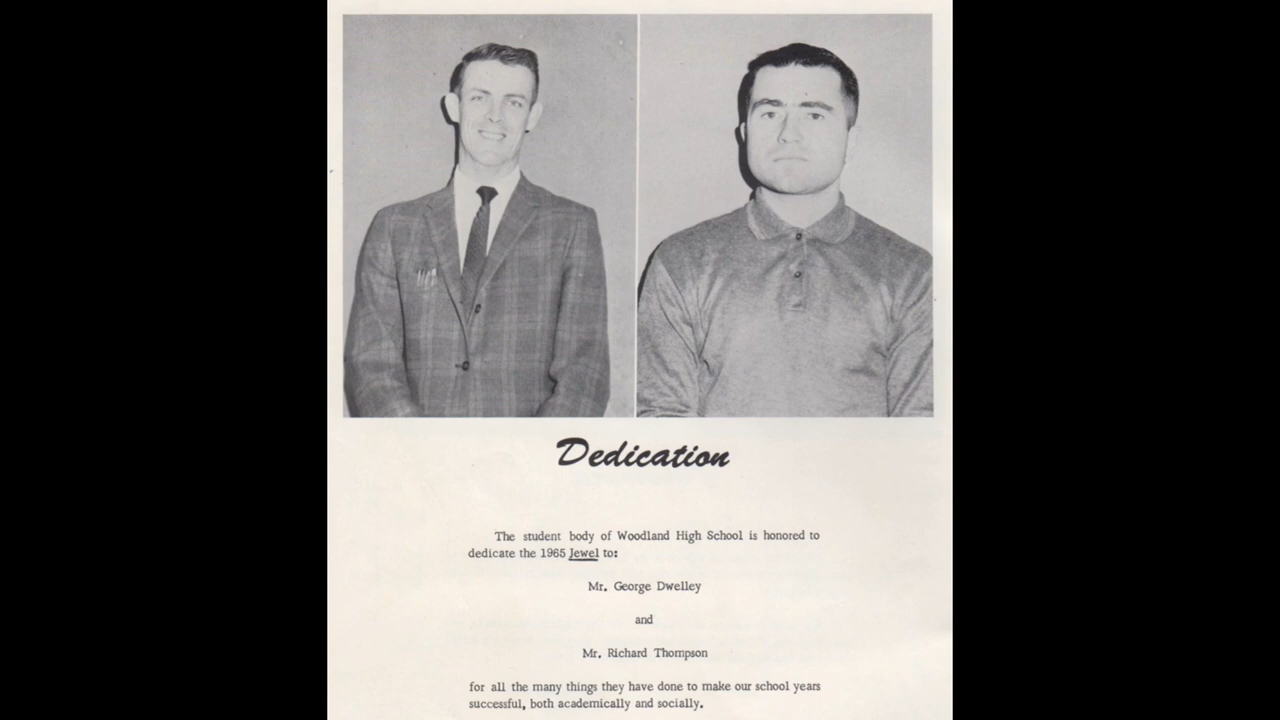 Dedication
The student body of Woodland High School is honored to
dedicate the 1965 Jewel to:
Mr. George Dwelley
and
Mr. Richard Thompson
for all the many things they have done to make our school years
successful, both academically and socially.